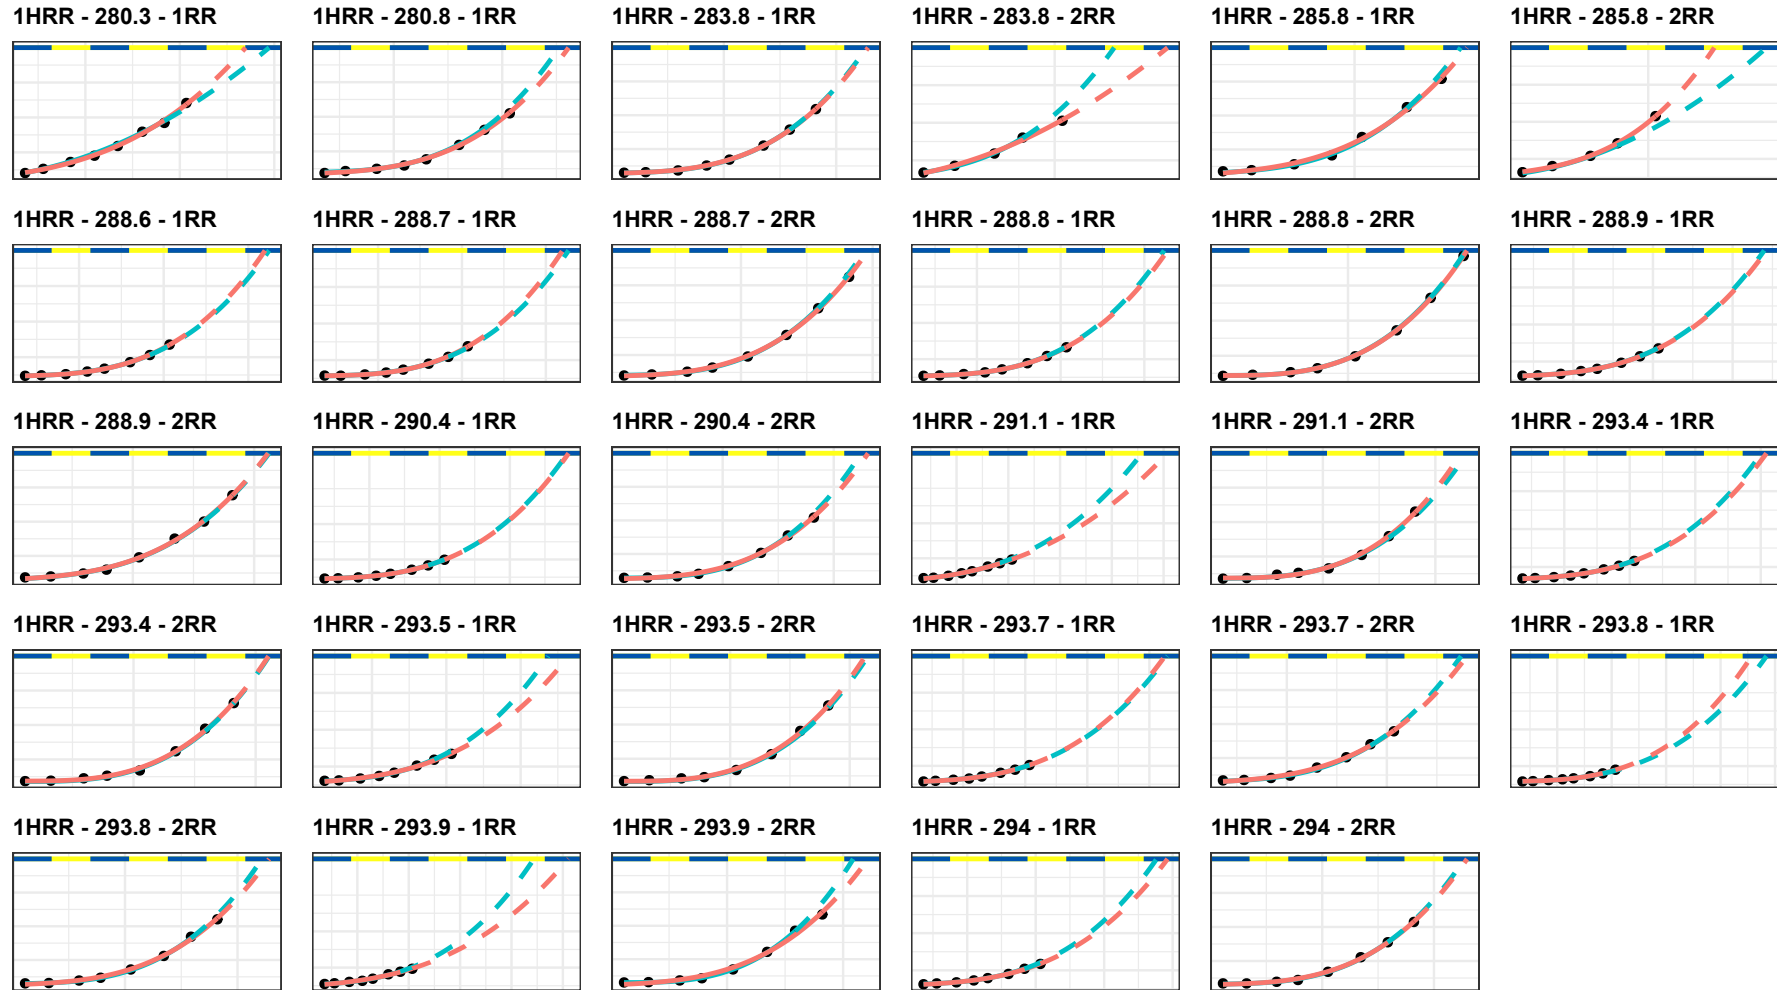 1HRR - 280.3 - 1RR
1HRR - 280.8 - 1RR
1HRR - 283.8 - 1RR
1HRR - 283.8 - 2RR
1HRR - 285.8 - 1RR
1HRR - 285.8 - 2RR
1HRR - 288.6 - 1RR
1HRR - 288.7 - 1RR
1HRR - 288.7 - 2RR
1HRR - 288.8 - 1RR
1HRR - 288.8 - 2RR
1HRR - 288.9 - 1RR
1HRR - 288.9 - 2RR
1HRR - 290.4 - 1RR
1HRR - 290.4 - 2RR
1HRR - 291.1 - 1RR
1HRR - 291.1 - 2RR
1HRR - 293.4 - 1RR
1HRR - 293.4 - 2RR
1HRR - 293.5 - 1RR
1HRR - 293.5 - 2RR
1HRR - 293.7 - 1RR
1HRR - 293.7 - 2RR
1HRR - 293.8 - 1RR
1HRR - 293.8 - 2RR
1HRR - 293.9 - 1RR
1HRR - 293.9 - 2RR
1HRR - 294 - 1RR
1HRR - 294 - 2RR